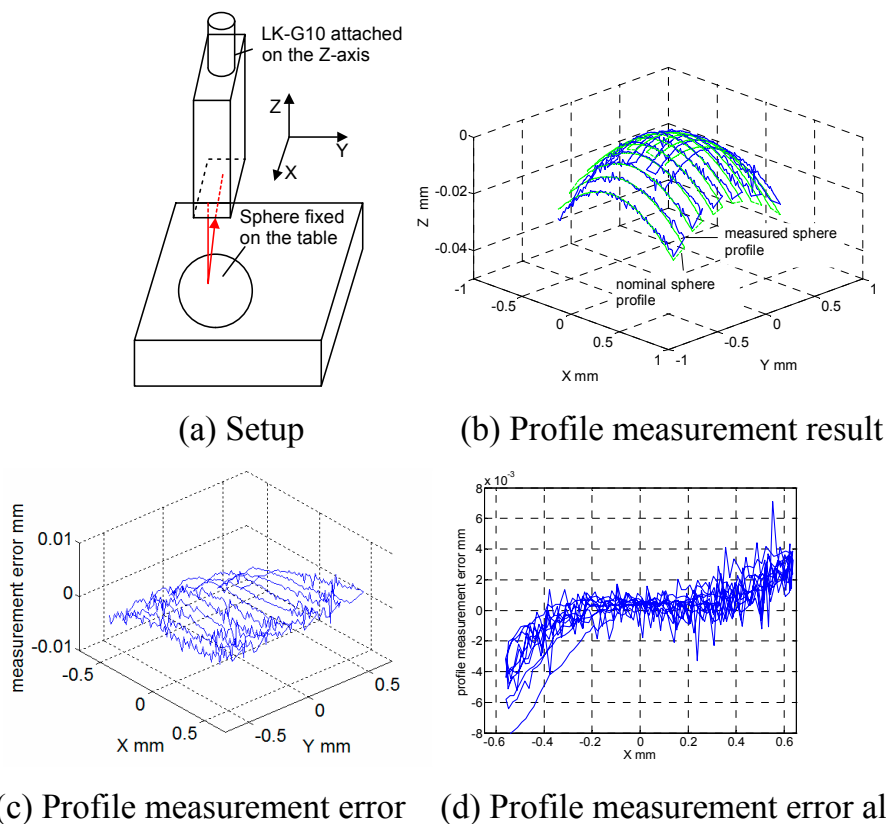 LK-G10 attached
on the Z-axis
Z
Y
X
Sphere fixed
on the table
(a) Setup
0
-0.02
-0.04
Z mm
-1
-0.5
0
0.5
1
X mm
-1
-0.5
0
0.5
1
Y mm
measured sphere
profile
nominal sphere
profile
(b) Profile measurement result
measurement error mm
0.01
0
-0.01
-0.5
0
0.5
X mm
-0.5
0
0.5
Y mm
(c) Profile measurement error
x 10-3
8
6
4
2
0
-2
-4
-6
-8
profile measurement error mm
-0.6 -0.4 -0.2 0 0.2 0.4 0.6
X mm
(d) Profile measurement error al